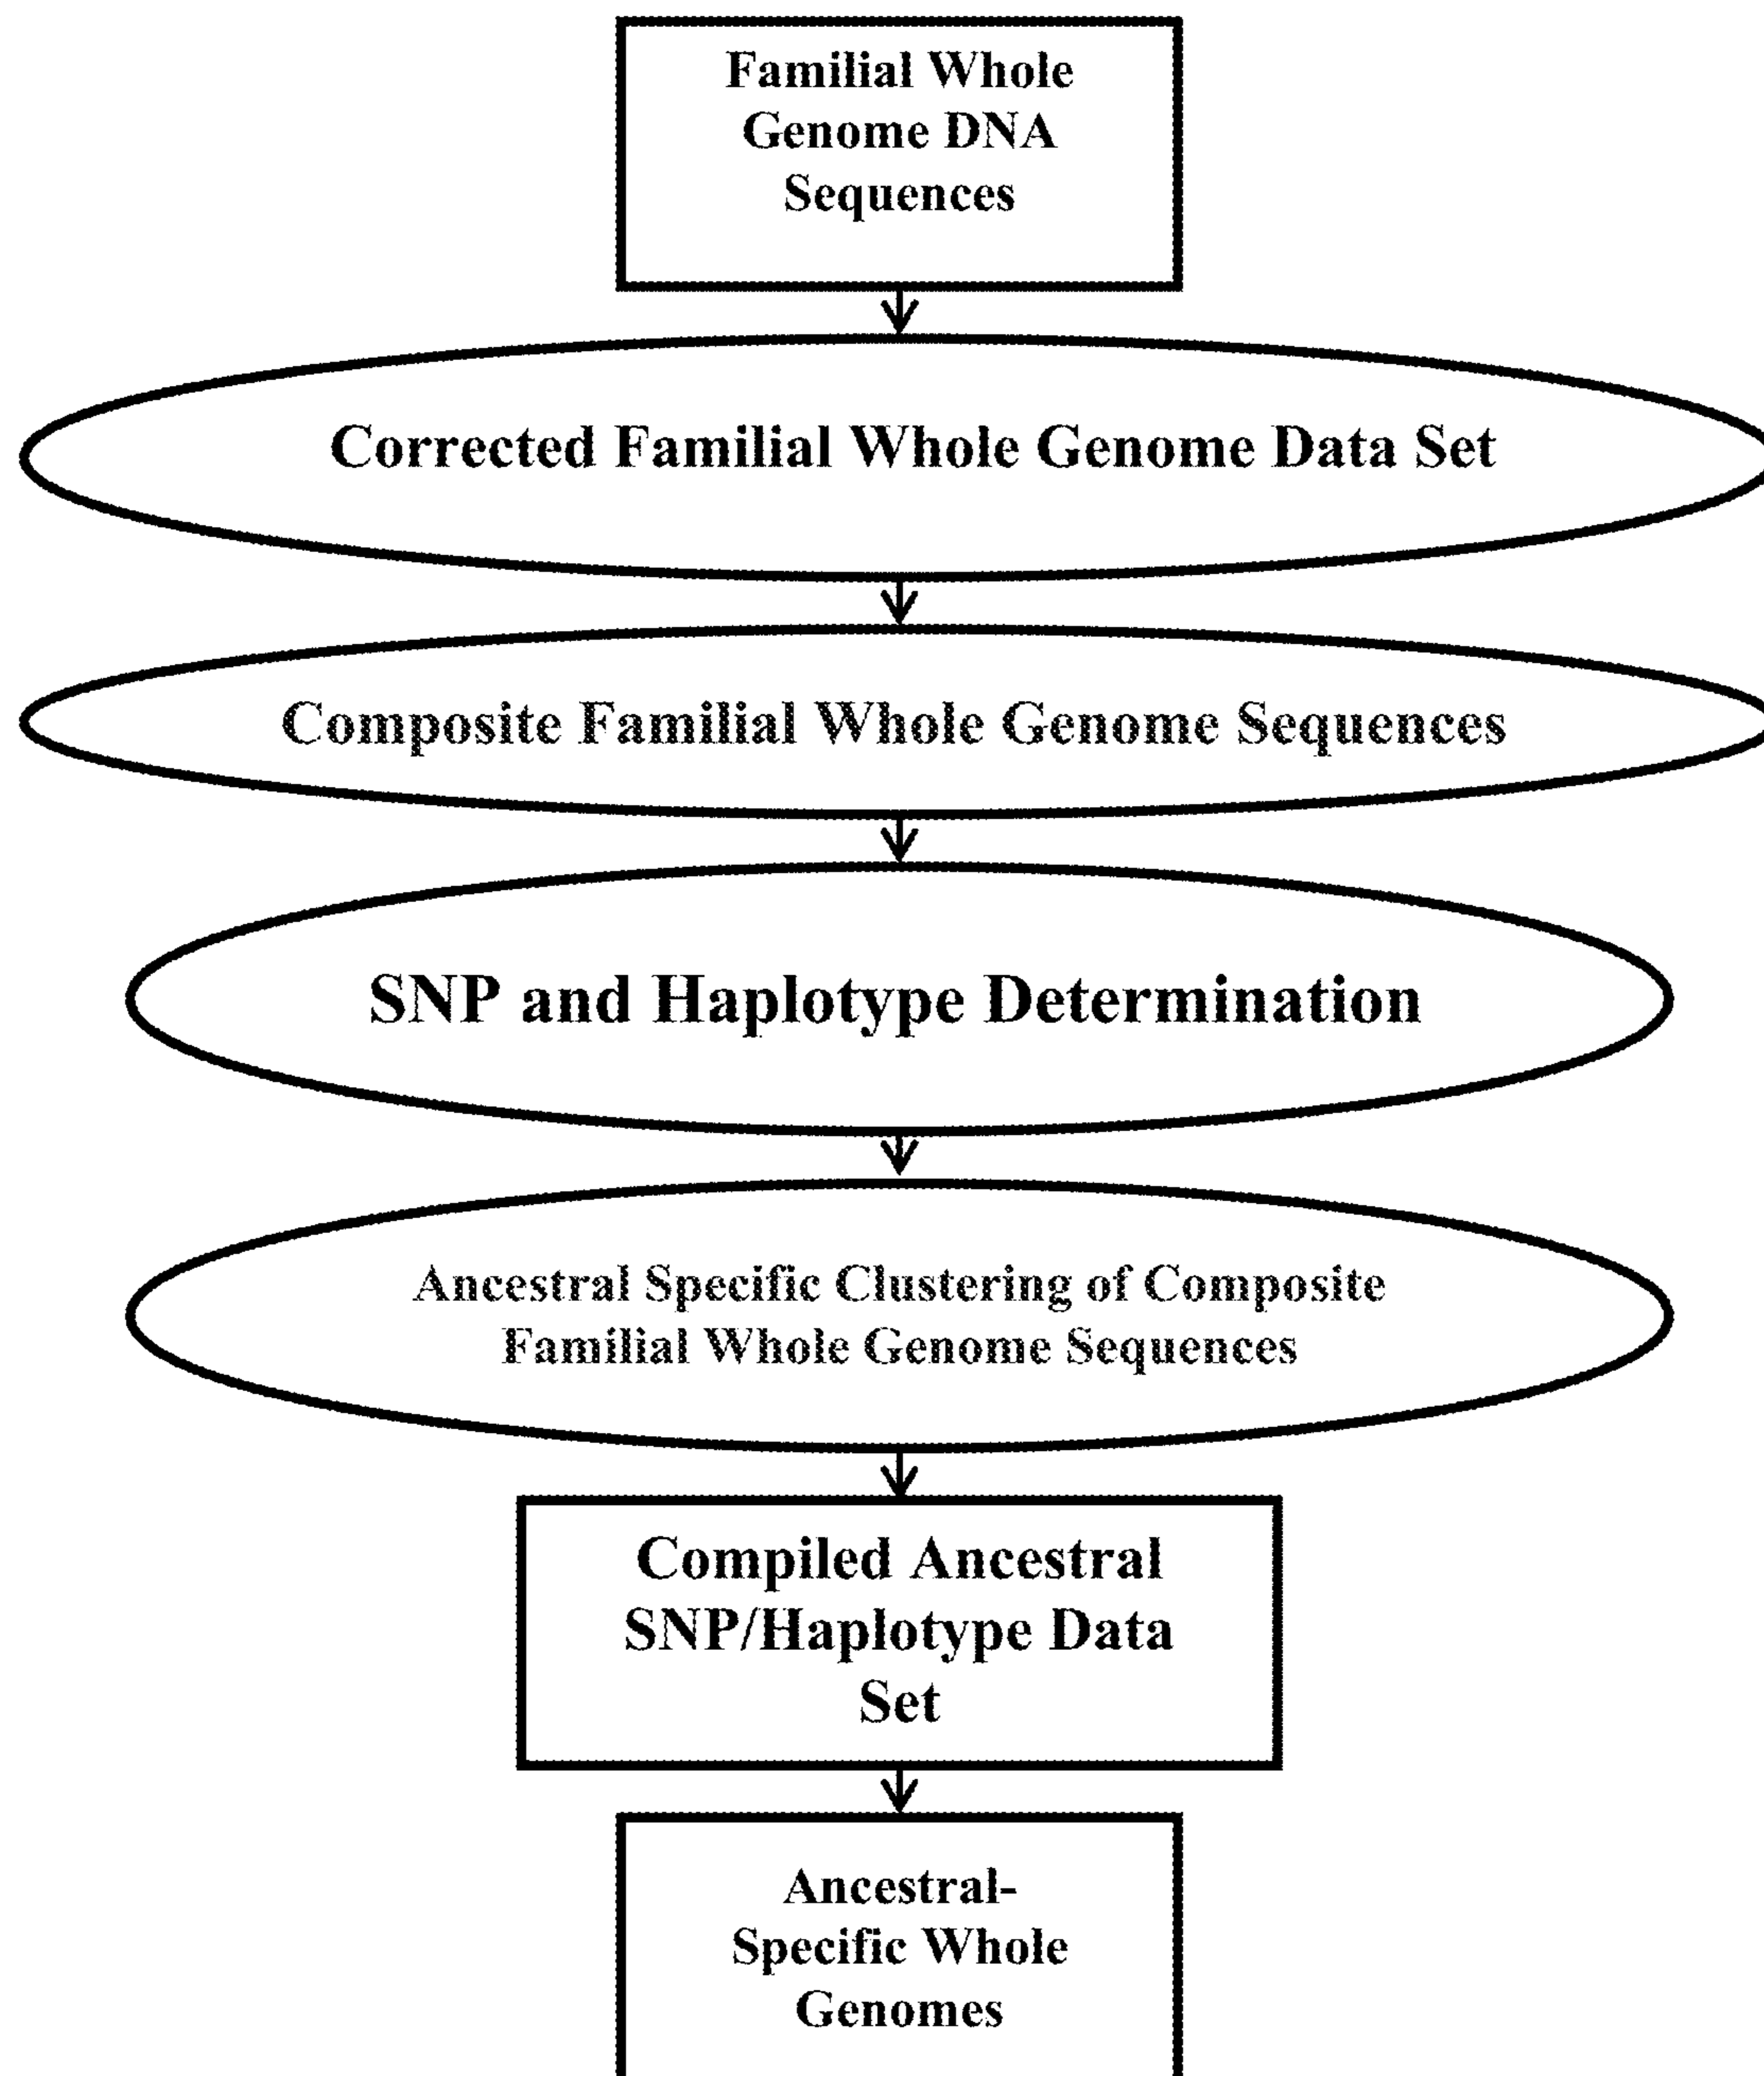 Familial Whole
Genome DNA
Sequences
Corrected Familial Whole Genome Data Set
Composite Familial Whole Genome Sequences
SNP and Haplotype Determination
Ancestral Specific Clustering of Composite
Familial Whole Genome Sequences
Compiled Ancestral
SNP/Haplotype Data
Set
Ancestral-
Specific Whole
Genomes